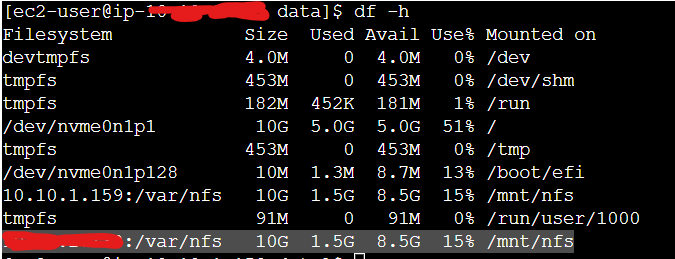 [ec2-user@ip-10 data]$ df -h
Filesystem Size Used Avail Use% Mounted on
devtmpfs 4.0M 0 4.0M 0% /dev
tmpfs 453M 0 453M 0% /dev/shm
tmpfs 182M 452K 181M 1% /run
/dev/nvme0n1p1 10G 5.0G 5.0G 51% /
tmpfs 453M 0 453M 0% /tmp
/dev/nvme0n1p128 10M 1.3M 8.7M 13% /boot/efi
10.10.1.159:/var/nfs 10G 1.5G 8.5G 15% /mnt/nfs
tmpfs 91M 0 91M 0% /run/user/1000
:/var/nfs 10G 1.5G 8.5G 15% /mnt/nfs